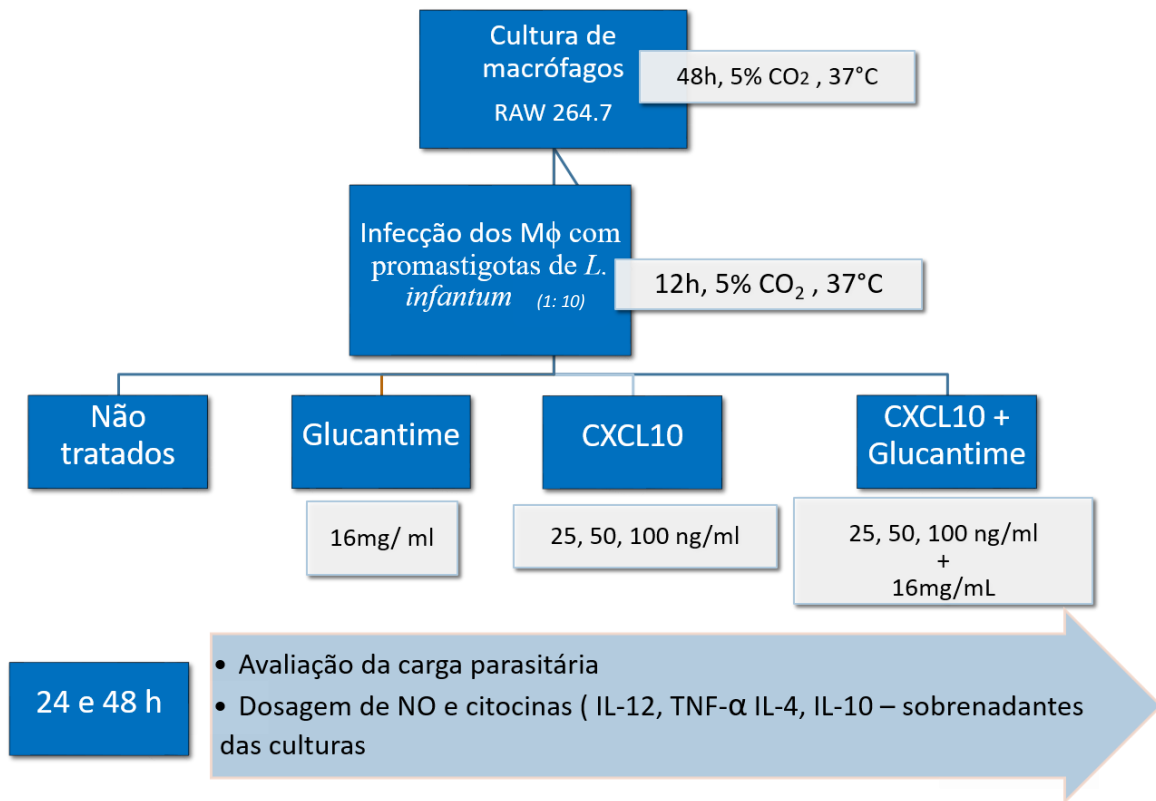 Cultura de
macrófagos
RAW 264.7
48h, 5% CO2 , 37°C
Infecção dos Mϕ com
promastigotas de L.
infantum (1: 10)
12h, 5% CO₂ , 37°C
Não
tratados
Glucantime
CXCL10
CXCL10 +
Glucantime
16mg/ ml
25, 50, 100 ng/ml
25, 50, 100 ng/ml
+
16mg/mL
24 e 48 h
• Avaliação da carga parasitária
• Dosagem de NO e citocinas ( IL-12, TNF-α IL-4, IL-10 – sobrenadantes
das culturas